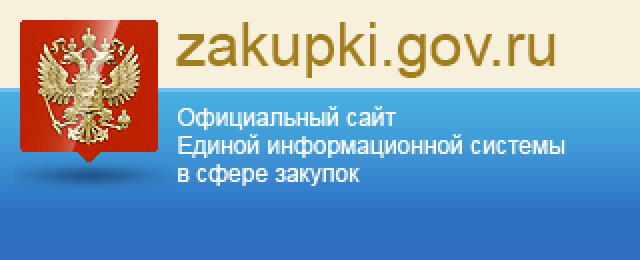 zakupki.gov.ru
Официальный сайт
Единой информационной системы
в сфере закупок